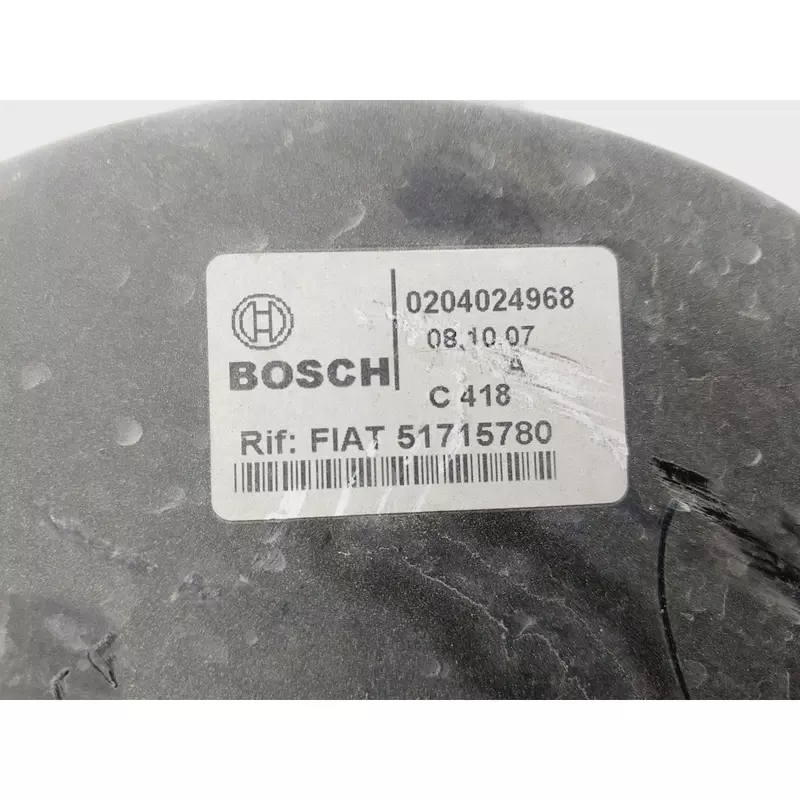 0204024968
08.10.07
A
BOSCH
C 418
Rif: FIAT 51715780